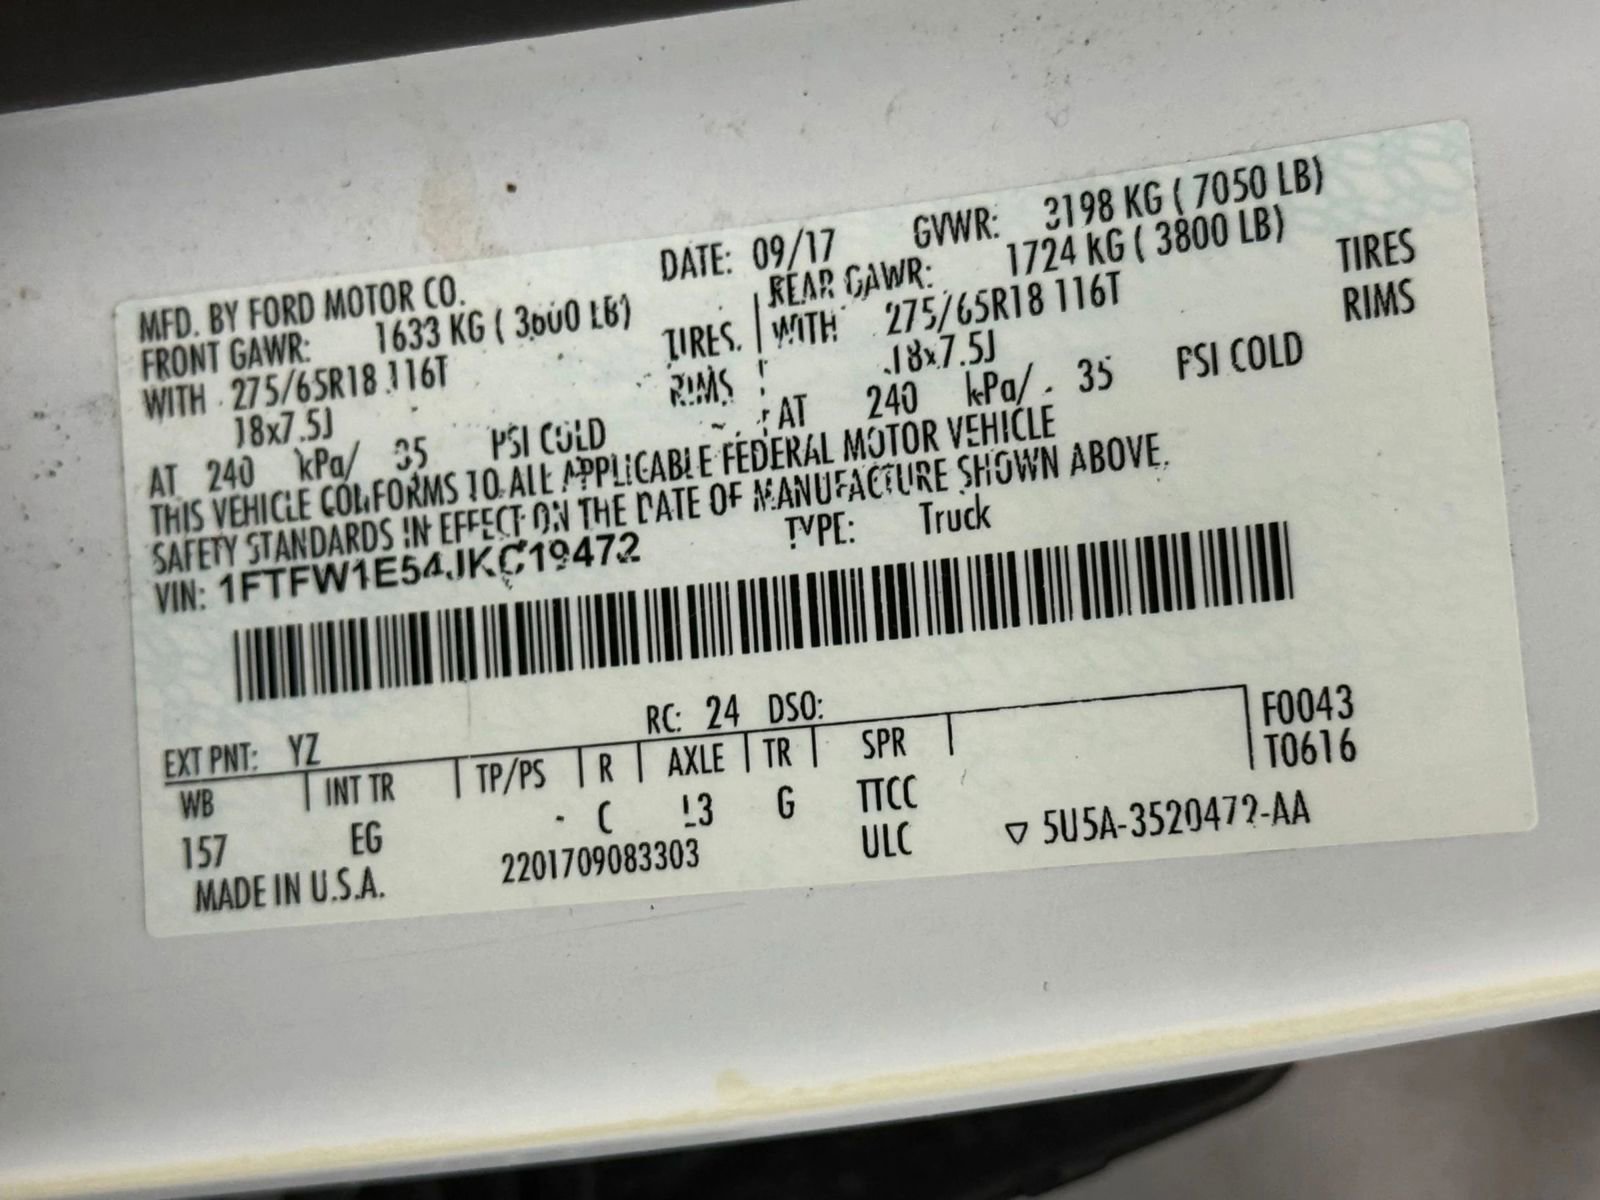 MFD. BY FORD MOTOR CO. DATE: 09/17 GVWR: 3198 KG ( 7050 LB)
FRONT GAWR: 1633 KG ( 3600 LB) REAR GAWR: 1724 KG ( 3800 LB)
WITH 275/65R18 116T TIRES WITH 275/65R18 116T TIRES
18x7.5J RIMS 18x7.5J RIMS
AT 240 kPa/ 35 PSI COLD AT 240 kPa/ 35 PSI COLD
THIS VEHICLE CONFORMS TO ALL APPLICABLE FEDERAL MOTOR VEHICLE
SAFETY STANDARDS IN EFFECT ON THE DATE OF MANUFACTURE SHOWN ABOVE.
VIN: 1FTFW1E54JKC19472 TYPE: Truck
EXT PNT: YZ RC: 24 DSO: F0043
WB INT TR TP/PS R AXLE TR SPR T0616
157 EG C L3 G TTCC
ULC
MADE IN U.S.A. 2201709083303 5U5A-3520472-AA